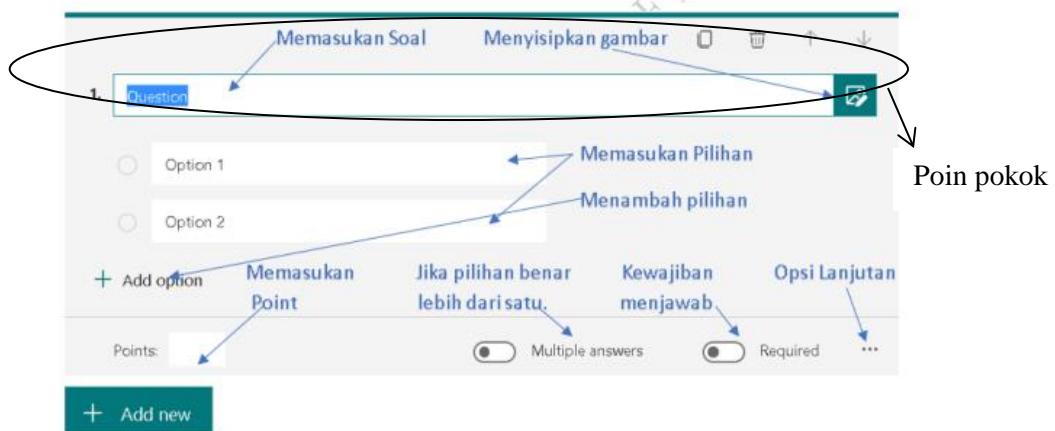 Memasukan Soal Menyisipkan gambar
1. Question
Option 1
Memasukan Pilihan
Poin pokok
Menambah pilihan
Option 2
+ Add option
Memasukan Point
Jika pilihan benar lebih dari satu.
Kewajiban menjawab
Opsi Lanjutan
Points:
Multiple answers
Required
...
+ Add new